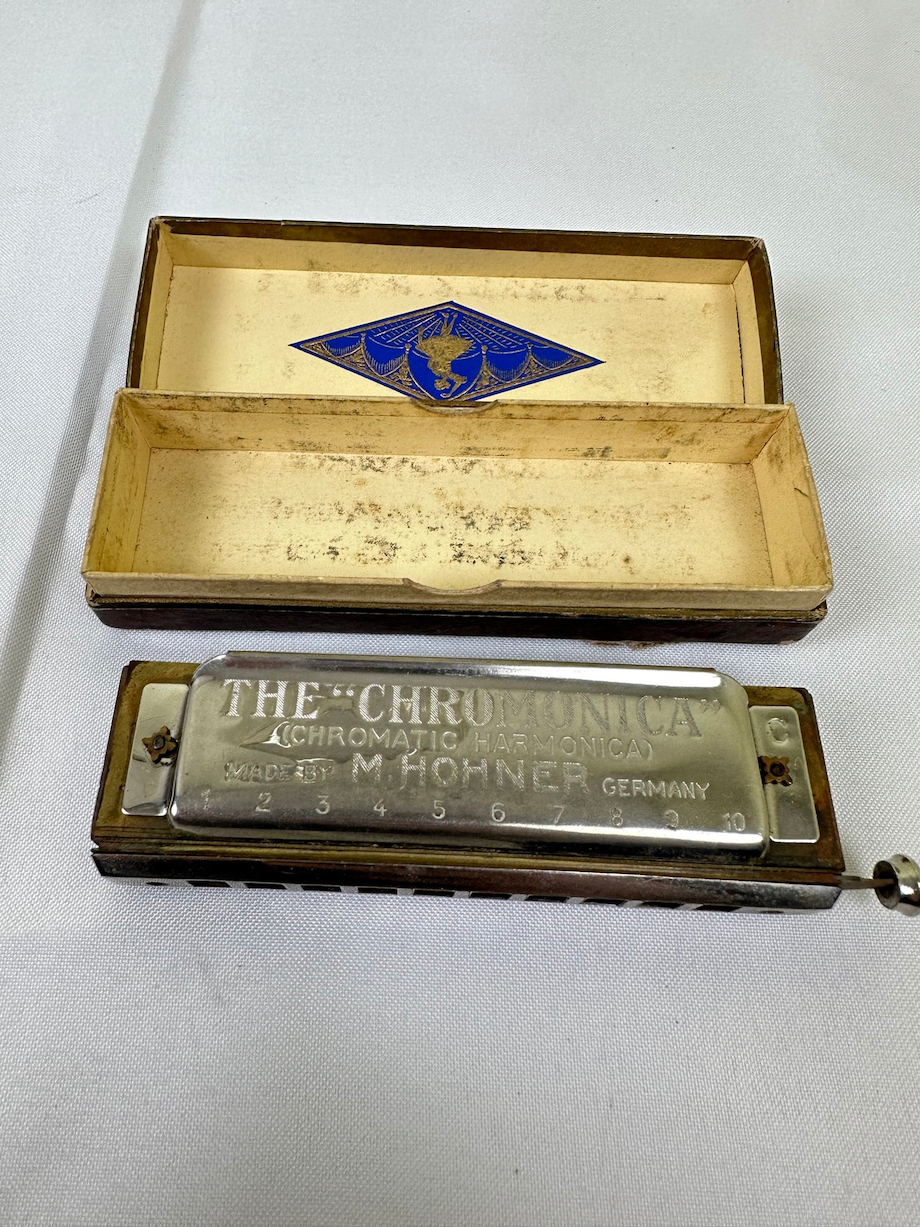 THE "CHROMONICA"
(CHROMATIC HARMONICA)
MADE BY M. HOHNER GERMANY
1 2 3 4 5 6 7 8 9 10
C